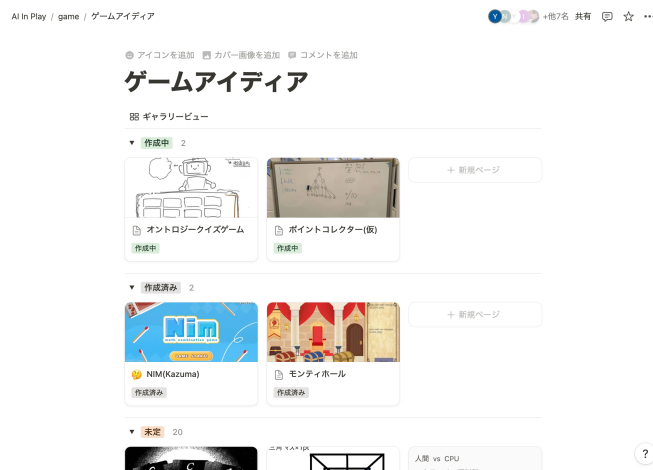 AI In Play / game / ゲームアイディア
Y N +他7名 共有
アイコンを追加 カバー画像を追加 コメントを追加
ゲームアイディア
ギャラリービュー
作成中 2
オントロジークイズゲーム
作成中
ポイントコレクター(仮)
作成中
+ 新規ページ
作成済み 2
Nim
NIM(Kazuma)
作成済み
モンティホール
作成済み
+ 新規ページ
未定 20
人間 vs CPU
?